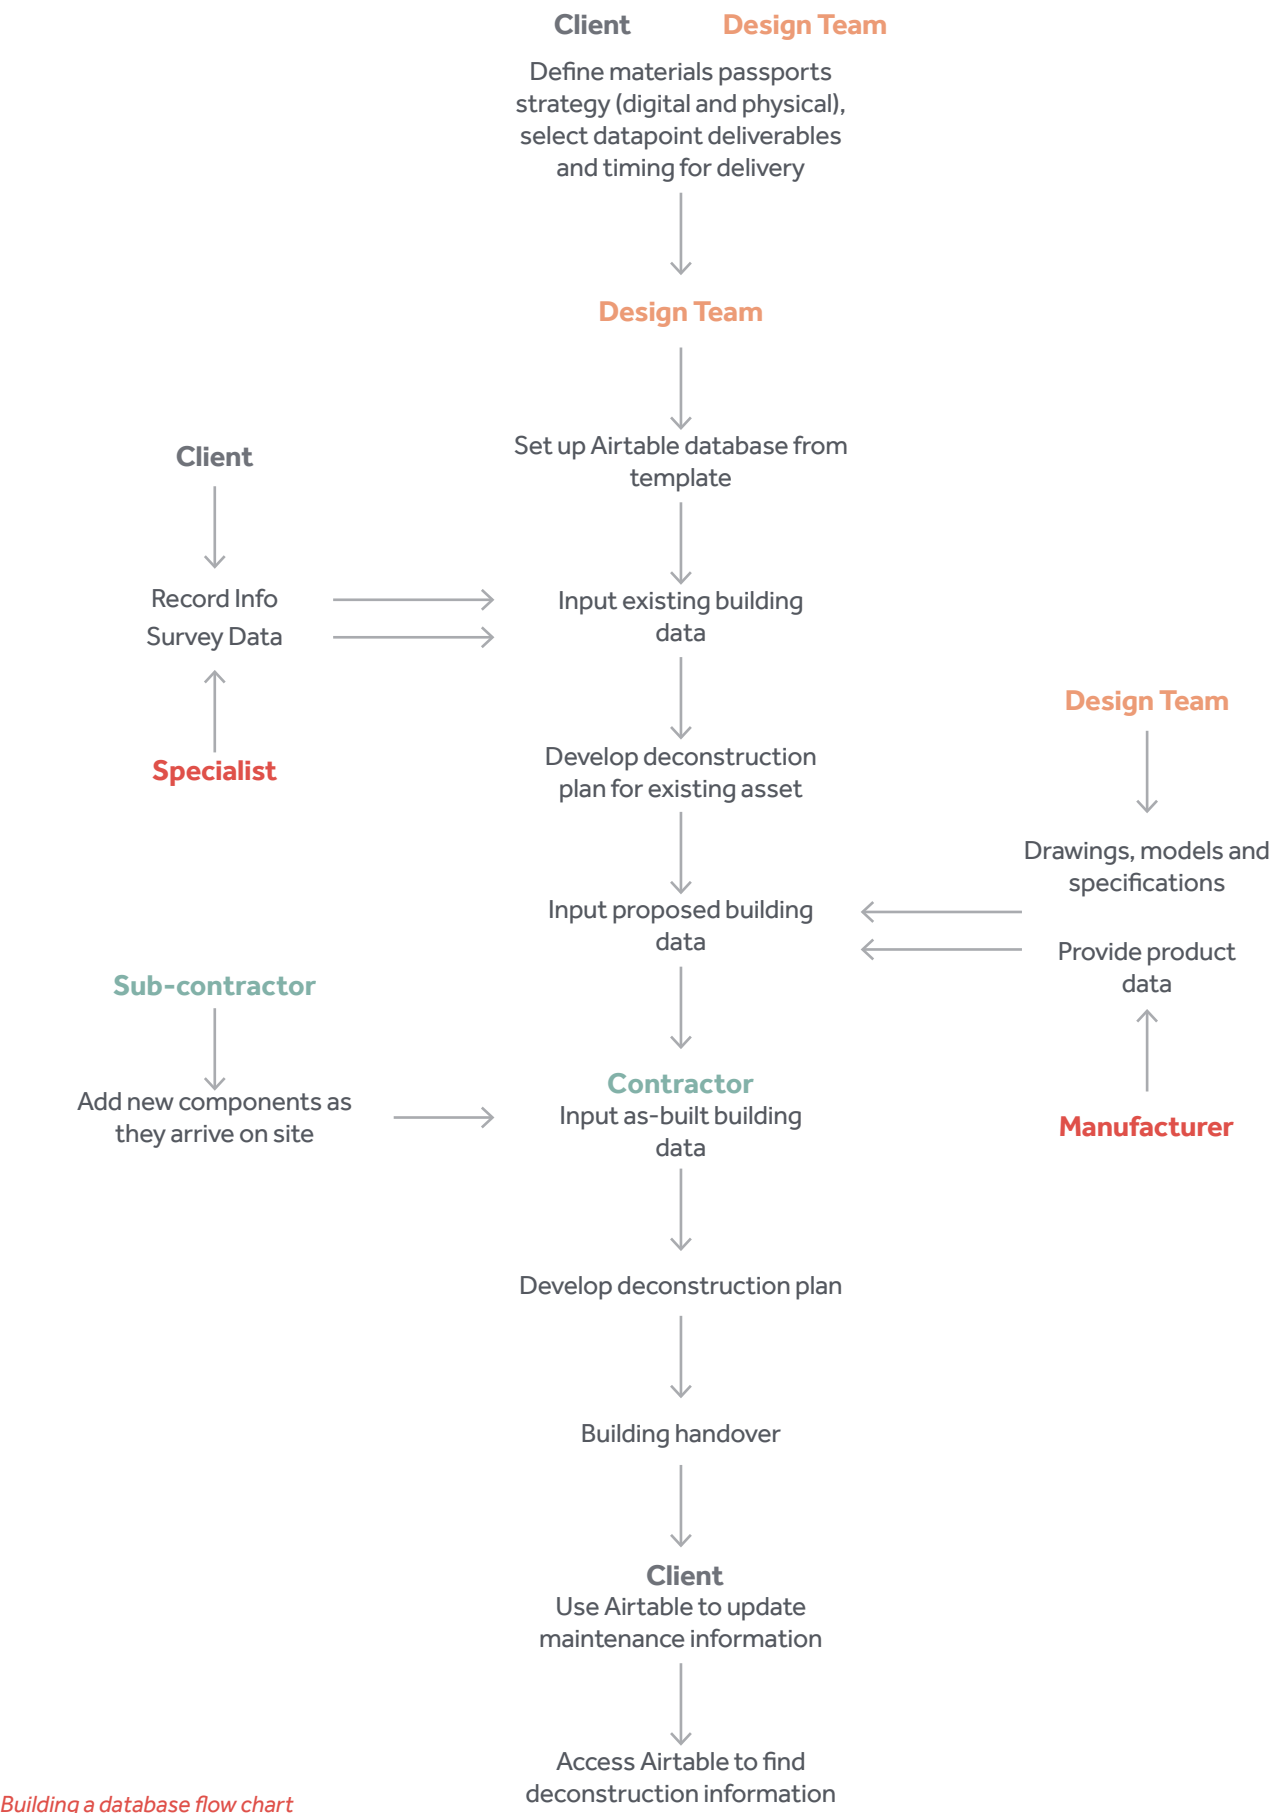 Client
Design Team
Define materials passports
strategy (digital and physical),
select datapoint deliverables
and timing for delivery
Design Team
Set up Airtable database from
template
Client
Record Info
Survey Data
Specialist
Input existing building
data
Develop deconstruction
plan for existing asset
Design Team
Drawings, models and
specifications
Provide product
data
Manufacturer
Input proposed building
data
Sub-contractor
Add new components as
they arrive on site
Contractor
Input as-built building
data
Develop deconstruction plan
Building handover
Client
Use Airtable to update
maintenance information
Access Airtable to find
deconstruction information
Building a database flow chart